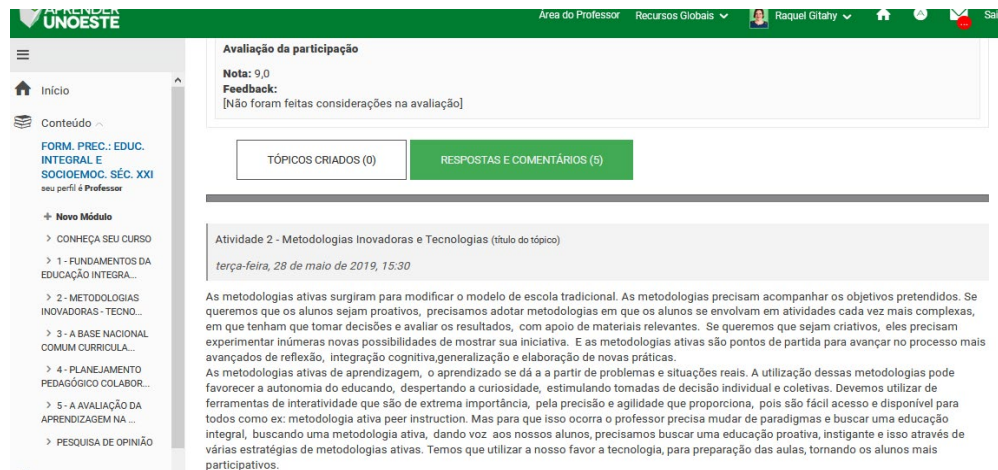 APRENDER
UNOESTE
Área do Professor Recursos Globais Raquel Gitahy
Início
Conteúdo
FORM. PREC.: EDUC.
INTEGRAL E
SOCIOEMOC. SÉC. XXI
seu perfil é Professor
+ Novo Módulo
> CONHEÇA SEU CURSO
> 1 - FUNDAMENTOS DA
EDUCAÇÃO INTEGRA...
> 2 - METODOLOGIAS
INOVADORAS - TECNO...
> 3 - A BASE NACIONAL
COMUM CURRICULA...
> 4 - PLANEJAMENTO
PEDAGÓGICO COLABOR...
> 5 - A AVALIAÇÃO DA
APRENDIZAGEM NA ...
> PESQUISA DE OPINIÃO
Avaliação da participação
Nota: 9,0
Feedback:
[Não foram feitas considerações na avaliação]
TÓPICOS CRIADOS (0) RESPOSTAS E COMENTÁRIOS (5)
Atividade 2 - Metodologias Inovadoras e Tecnologias (título do tópico)
terça-feira, 28 de maio de 2019, 15:30
As metodologias ativas surgiram para modificar o modelo de escola tradicional. As metodologias precisam acompanhar os objetivos pretendidos. Se
queremos que os alunos sejam proativos, precisamos adotar metodologias em que os alunos se envolvam em atividades cada vez mais complexas,
em que tenham que tomar decisões e avaliar os resultados, com apoio de materiais relevantes. Se queremos que sejam criativos, eles precisam
experimentar inúmeras novas possibilidades de mostrar sua iniciativa. E as metodologias ativas são pontos de partida para avançar no processo mais
avançados de reflexão, integração cognitiva,generalização e elaboração de novas práticas.
As metodologias ativas de aprendizagem, o aprendizado se dá a a partir de problemas e situações reais. A utilização dessas metodologias pode
favorecer a autonomia do educando, despertando a curiosidade, estimulando tomadas de decisão individual e coletivas. Devemos utilizar de
ferramentas de interatividade que são de extrema importância, pela precisão e agilidade que proporciona, pois são fácil acesso e disponível para
todos como ex: metodologia ativa peer instruction. Mas para que isso ocorra o professor precisa mudar de paradigmas e buscar uma educação
integral, buscando uma metodologia ativa, dando voz aos nossos alunos, precisamos buscar uma educação proativa, instigante e isso através de
várias estratégias de metodologias ativas. Temos que utilizar a nosso favor a tecnologia, para preparação das aulas, tornando os alunos mais
participativos.